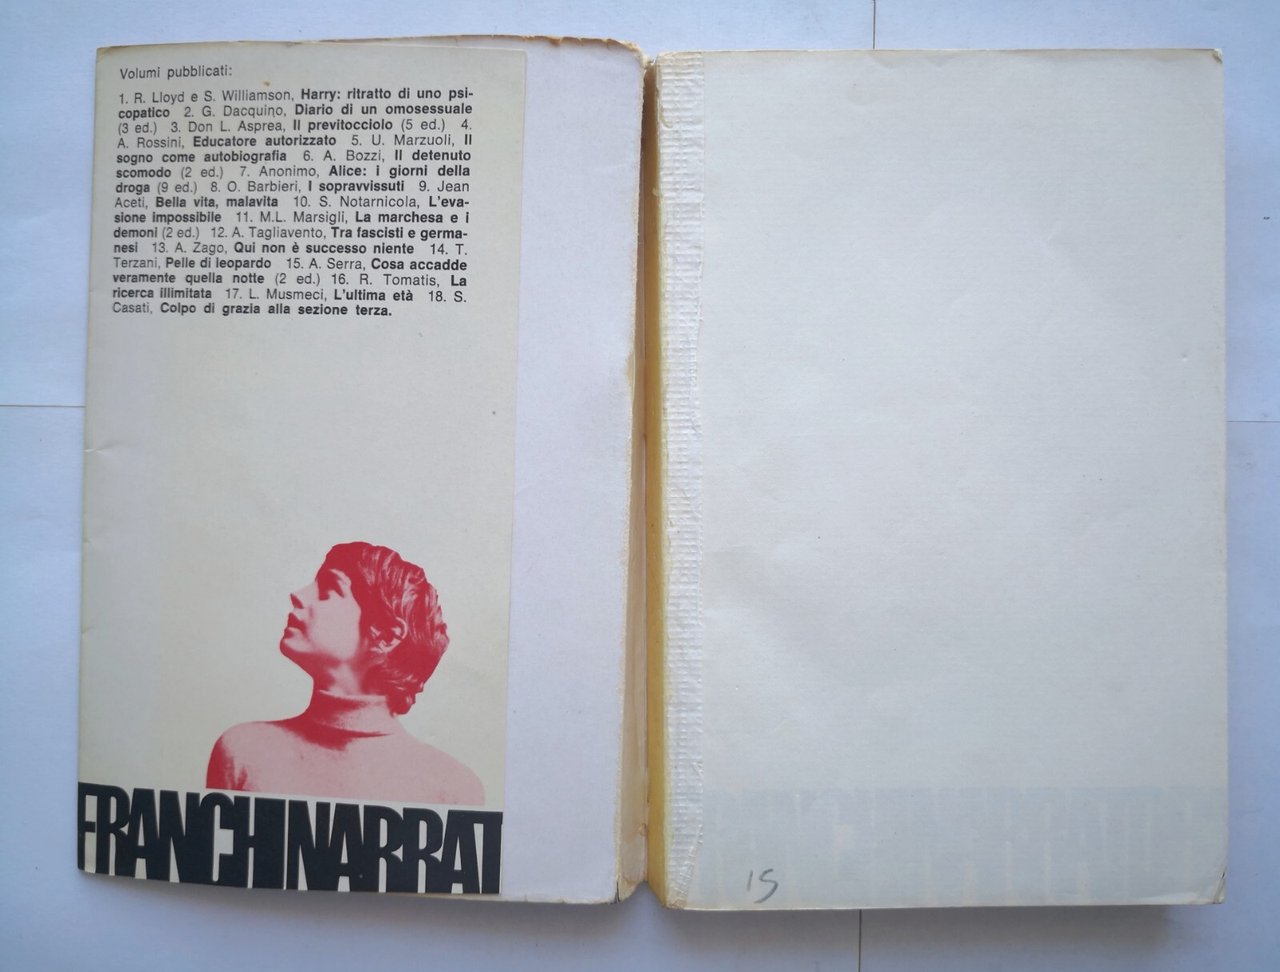 Volumi pubblicati:
1. R. Lloyd e S. Williamson, Harry: ritratto di uno psi-
copatico 2. G. Dacquino, Diario di un omosessuale
(3 ed.) 3. Don L. Asprea, Il previtocciolo (5 ed.) 4.
A. Rossini, Educatore autorizzato 5. U. Marzuoli, Il
sogno come autobiografia 6. A. Bozzi, Il detenuto
scomodo (2 ed.) 7. Anonimo, Alice: i giorni della
droga (9 ed.) 8. O. Barbieri, I sopravvissuti 9. Jean
Aceti, Bella vita, malavita 10. S. Notarnicola, L'eva-
sione impossibile 11. M.L. Marsigli, La marchesa e i
demoni (2 ed.) 12. A. Tagliavento, Tra fascisti e germa-
nesi 13. A. Zago, Qui non è successo niente 14. T.
Terzani, Pelle di leopardo 15. A. Serra, Cosa accadde
veramente quella notte (2 ed.) 16. R. Tomatis, La
ricerca illimitata 17. L. Musmeci, L'ultima età 18. S.
Casati, Colpo di grazia alla sezione terza.
FRANCHI NARRAT
15